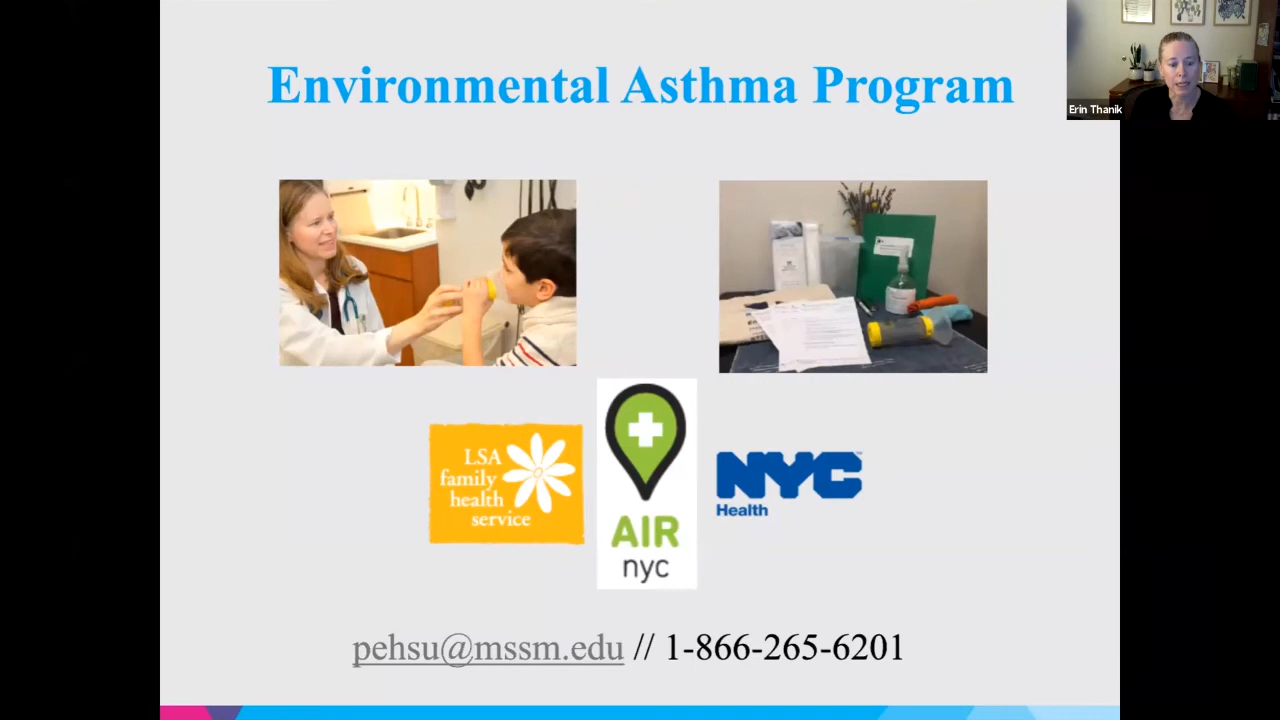 Environmental Asthma Program
Erin Thanik
LSA
family
health
service
AIR
nyc
NYC
Health
pehsu@mssm.edu // 1-866-265-6201